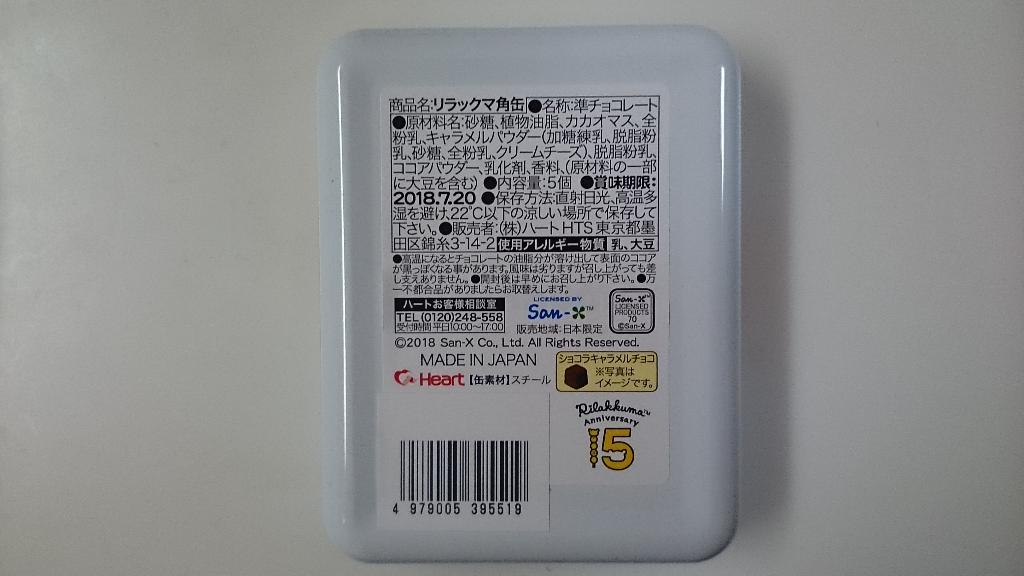 商品名:リラックマ角缶 ●名称:準チョコレート
●原材料名:砂糖、植物油脂、カカオマス、全
粉乳、キャラメルパウダー(加糖練乳、脱脂粉
乳、砂糖、全粉乳、クリームチーズ)、脱脂粉乳、
ココアパウダー、乳化剤、香料、(原材料の一部
に大豆を含む) ●内容量:5個 ●賞味期限:
2018.7.20 ●保存方法:直射日光、高温多
湿を避け、22℃以下の涼しい場所で保存して
下さい。●販売者:(株)ハートHTS 東京都墨
田区錦糸3-14-2 使用アレルギー物質 乳、大豆
●高温になるとチョコレートの油脂分が溶け出して表面のココア
が黒っぽくなる事があります。風味は劣りますが召し上がっても差
し支えありません。●開封後は早めにお召し上がり下さい。●万
一不都合品がありましたらお取替えします。
ハートお客様相談室
TEL(0120)248-558
受付時間 平日10:00〜17:00
LICENSED BY
San-X™
販売地域:日本限定
San-X™
LICENSED
PRODUCTS
70
©San-X
©2018 San-X Co., Ltd. All Rights Reserved.
MADE IN JAPAN
Heart 【缶素材】スチール
ショコラキャラメルチョコ
※写真は
イメージです。
Rilakkuma™
Anniversary
15
4 979005 395519